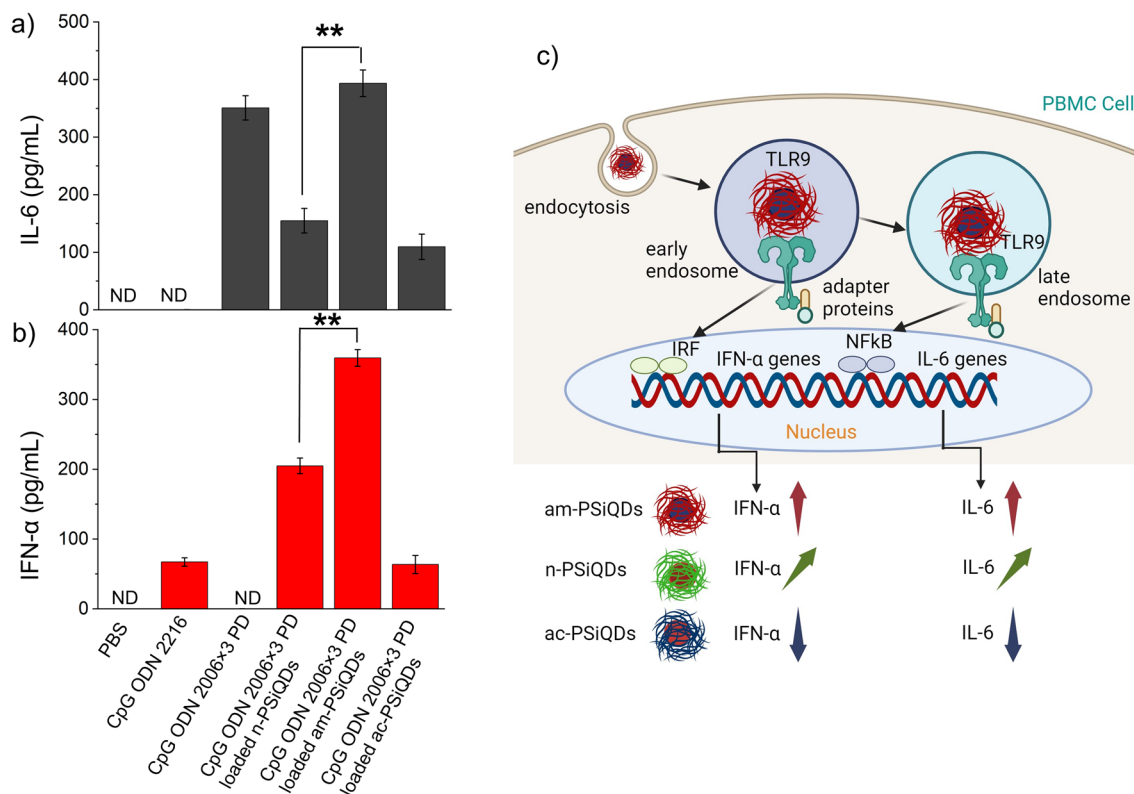 a)
500
400
300
200
100
0
IL-6 (pg/mL)
**
ND
ND
b)
400
300
200
100
0
IFN-α (pg/mL)
**
ND
ND
PBS
CpG ODN 2216
CpG ODN 2006×3 PD
CpG ODN 2006×3 PD
loaded n-PSiQDs
CpG ODN 2006×3 PD
loaded am-PSiQDs
CpG ODN 2006×3 PD
loaded ac-PSiQDs
c)
PBMC Cell
endocytosis
TLR9
early
endosome
adapter
proteins
TLR9
late
endosome
IRF
IFN-α genes
NFkB
IL-6 genes
Nucleus
am-PSiQDs
IFN-α
IL-6
n-PSiQDs
IFN-α
IL-6
ac-PSiQDs
IFN-α
IL-6